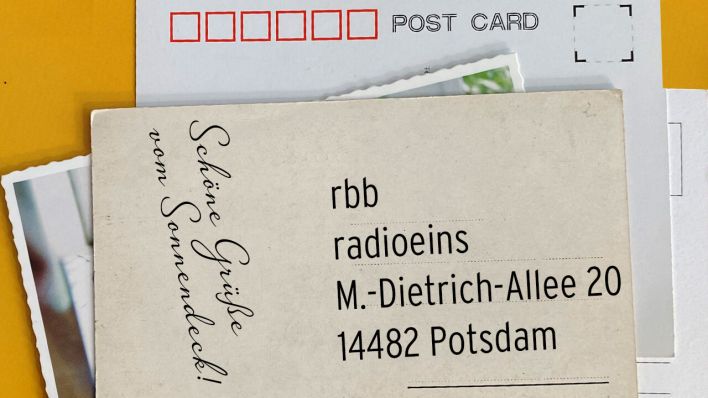 POST CARD
Schöne Grüße
vom Sonnendeck!
rbb
radioeins
M.-Dietrich-Allee 20
14482 Potsdam